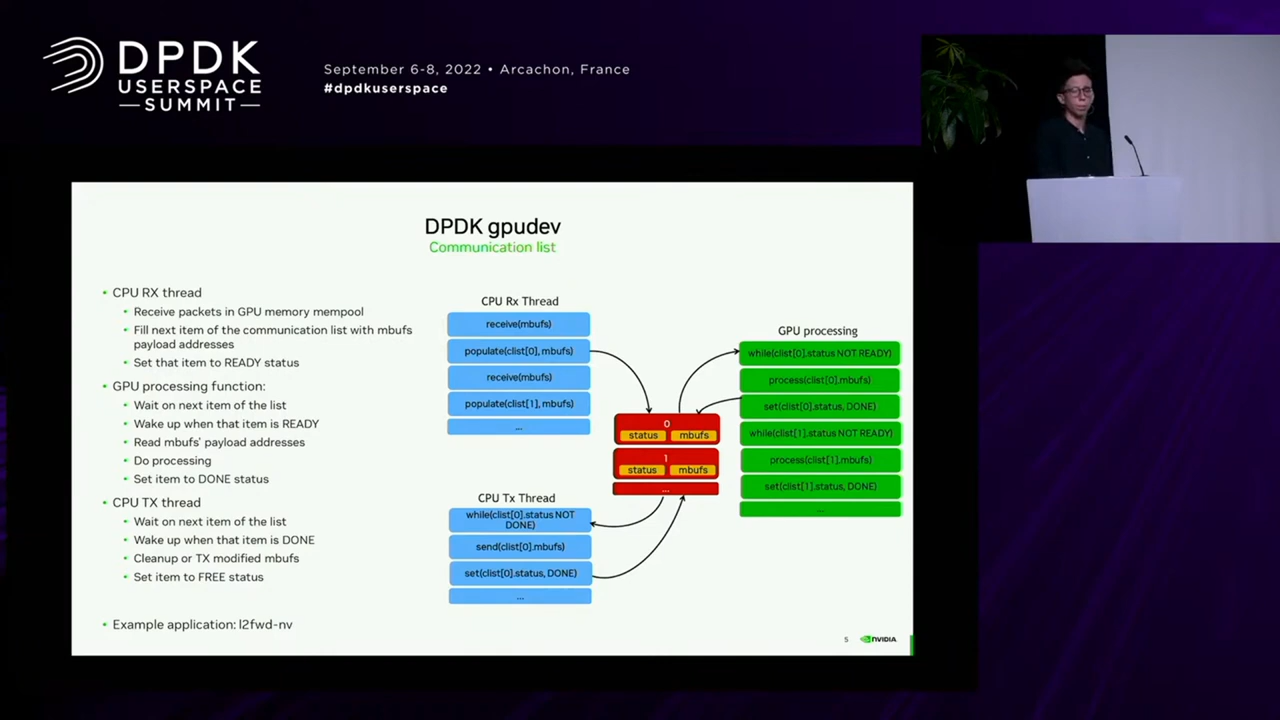 DPDK
USERSPACE
SUMMIT
September 6-8, 2022 • Arcachon, France
#dpdkuserspace
DPDK gpudev
Communication list
• CPU RX thread
• Receive packets in GPU memory mempool
• Fill next item of the communication list with mbufs
payload addresses
• Set that item to READY status
• GPU processing function:
• Wait on next item of the list
• Wake up when that item is READY
• Read mbufs' payload addresses
• Do processing
• Set item to DONE status
• CPU TX thread
• Wait on next item of the list
• Wake up when that item is DONE
• Cleanup or TX modified mbufs
• Set item to FREE status
• Example application: l2fwd-nv
CPU Rx Thread
receive(mbufs)
populate(clist[0], mbufs)
receive(mbufs)
populate(clist[1], mbufs)
...
CPU Tx Thread
while(clist[0].status NOT
DONE)
send(clist[0].mbufs)
set(clist[0].status, DONE)
...
0
status mbufs
1
status mbufs
...
GPU processing
while(clist[0].status NOT READY)
process(clist[0].mbufs)
set(clist[0].status, DONE)
while(clist[1].status NOT READY)
process(clist[1].mbufs)
set(clist[1].status, DONE)
...
5
NVIDIA